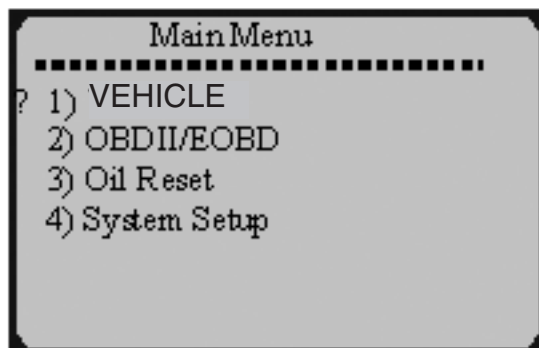 Main Menu
? 1) VEHICLE
2) OBDII/EOBD
3) Oil Reset
4) System Setup